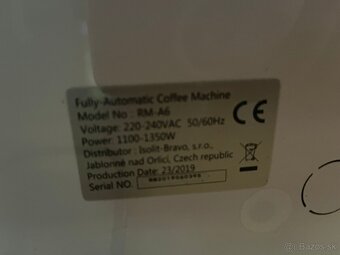 Fully-Automatic Coffee Machine
Model No : RM-A6
Voltage: 220-240VAC 50/60Hz
Power: 1100-1350W
Distributor : Isolit-Bravo, s.r.o.,
Jablonné nad Orlicí, Czech republic
Production Date: 23/2019
Serial NO.
CE
© Bazos.sk